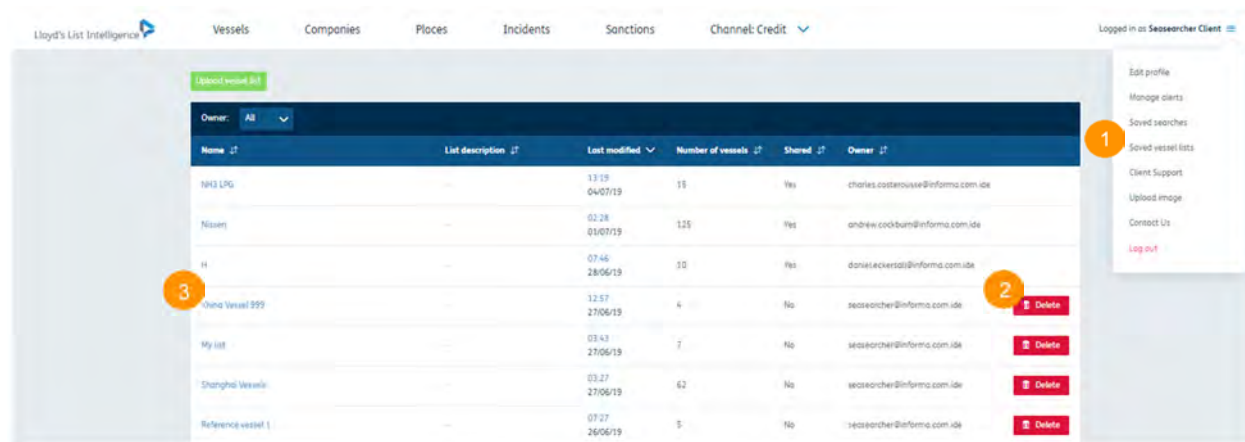 Lloyd's List Intelligence Vessels Companies Places Incidents Sanctions Channel: Credit Logged in as Seasearcher Client
Edit profile
Manage alerts
Saved searches
1 Saved vessel lists
Client Support
Upload image
Contact Us
Log out
Upload vessel list
Owner: All
Name List description Last modified Number of vessels Shared Owner
NH3 LPG 13:19 04/07/19 15 Yes charles.costerousse@informa.com.ide
Nissen 02:28 01/07/19 125 Yes andrew.cockburn@informa.com.ide
H 07:46 28/06/19 10 Yes daniel.eckersall@informa.com.ide
3 China Vessel 999 12:57 27/06/19 4 No seasearcher@informa.com.ide 2 Delete
My list 03:43 27/06/19 7 No seasearcher@informa.com.ide Delete
Shanghai Vessels 03:27 27/06/19 62 No seasearcher@informa.com.ide Delete
Reference vessel 1 07:27 26/06/19 5 No seasearcher@informa.com.ide Delete